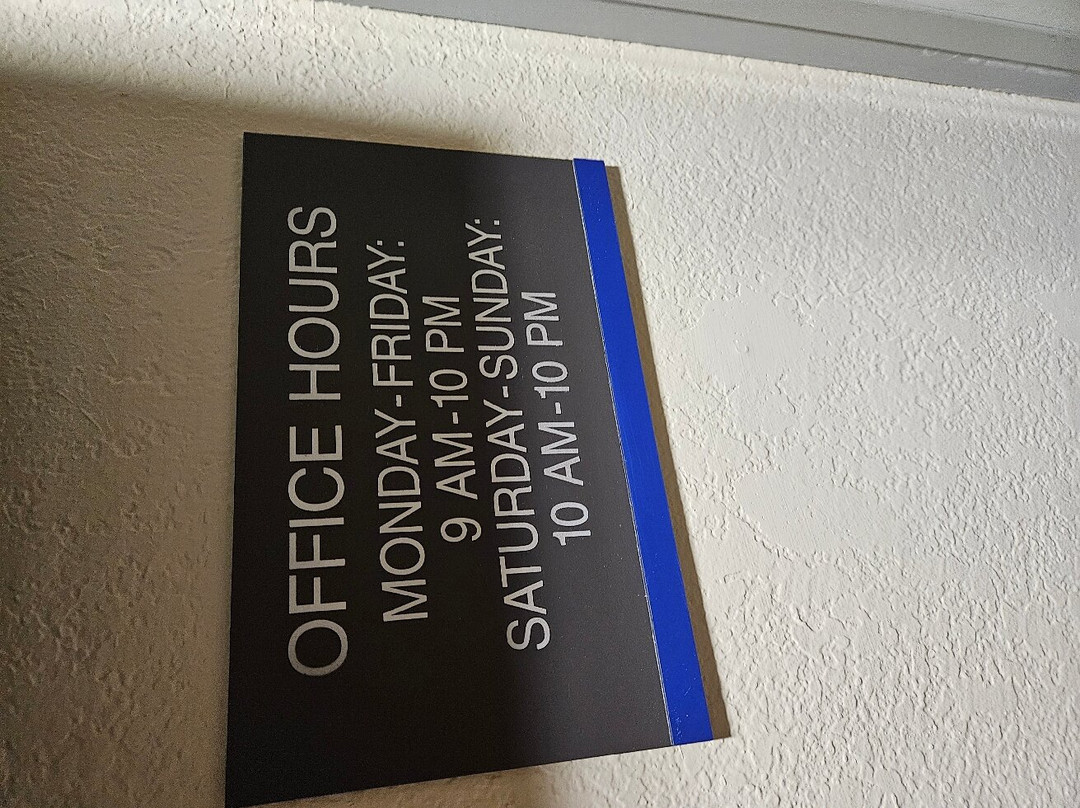 OFFICE HOURS
MONDAY-FRIDAY:
9 AM-10 PM
SATURDAY-SUNDAY:
10 AM-10 PM